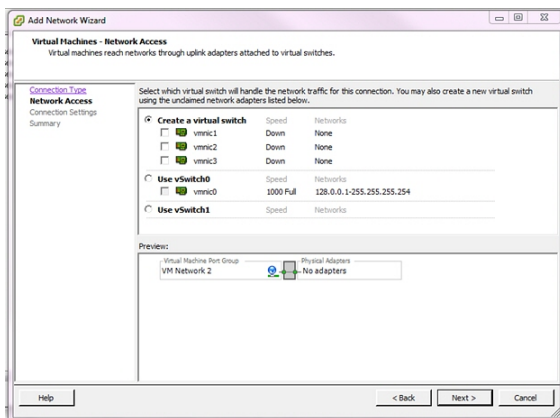 Add Network Wizard
Virtual Machines - Network Access
Virtual machines reach networks through uplink adapters attached to virtual switches.
Connection Type
Network Access
Connection Settings
Summary
Select which virtual switch will handle the network traffic for this connection. You may also create a new virtual switch
using the unclaimed network adapters listed below.
Create a virtual switch Speed Networks
vmnic1 Down None
vmnic2 Down None
vmnic3 Down None
Use vSwitch0 Speed Networks
vmnic0 1000 Full 128.0.0.1-255.255.255.254
Use vSwitch1 Speed Networks
Preview:
Virtual Machine Port Group Physical Adapters
VM Network 2 No adapters
Help < Back Next > Cancel